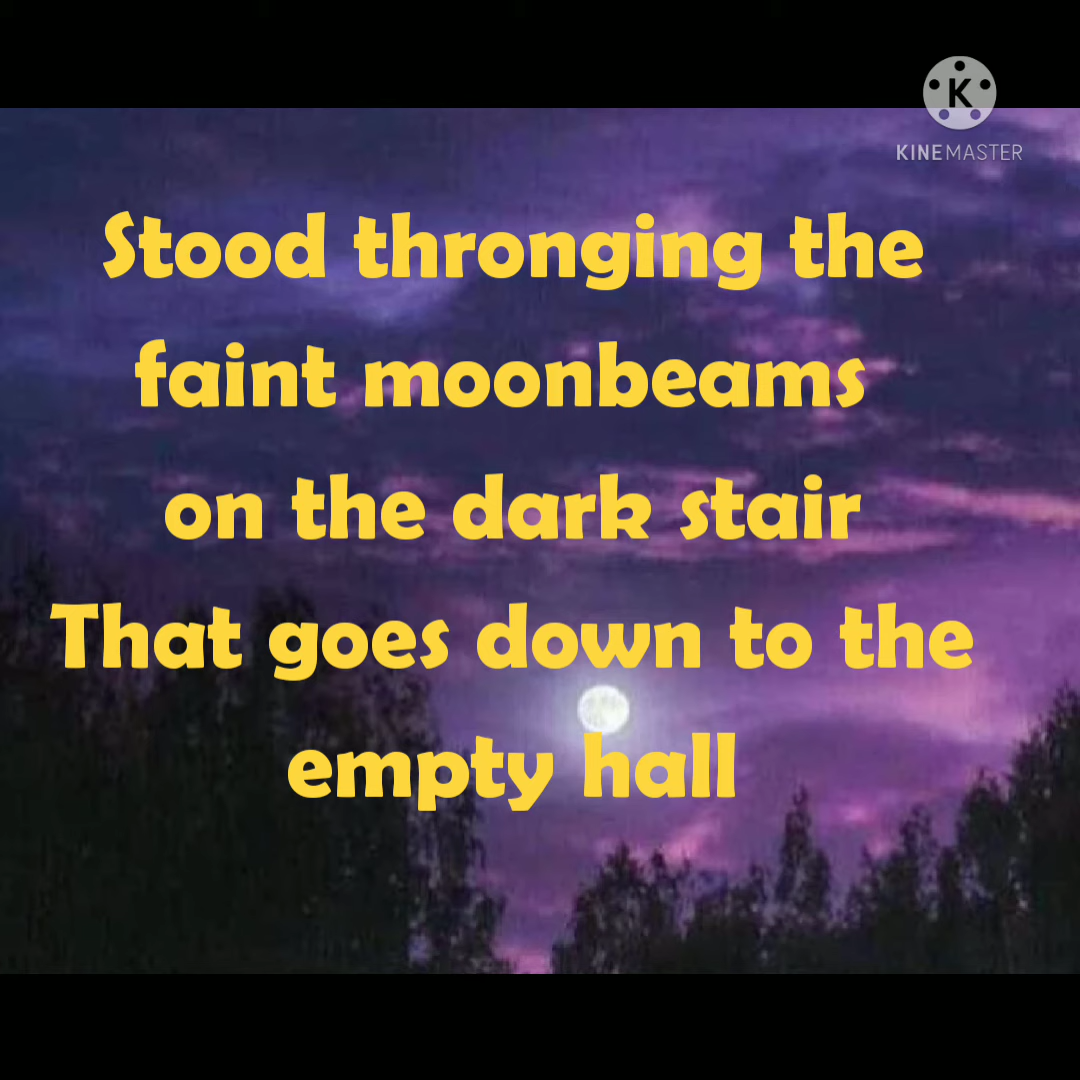 KINEMASTER
Stood thronging the
faint moonbeams
on the dark stair
That goes down to the
empty hall